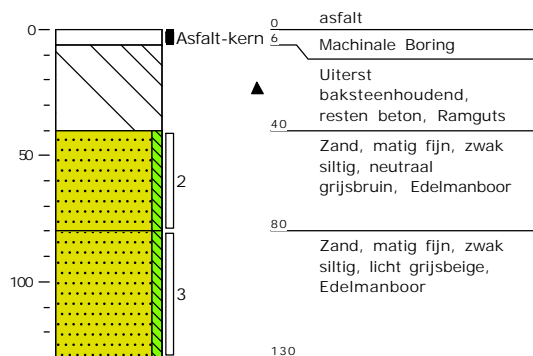 0
Asfalt-kern
0
asfalt
6
Machinale Boring
Uiterst
baksteenhoudend,
resten beton, Ramguts
40
Zand, matig fijn, zwak
siltig, neutraal
grijsbruin, Edelmanboor
50
2
80
Zand, matig fijn, zwak
siltig, licht grijsbeige,
Edelmanboor
100
3
130